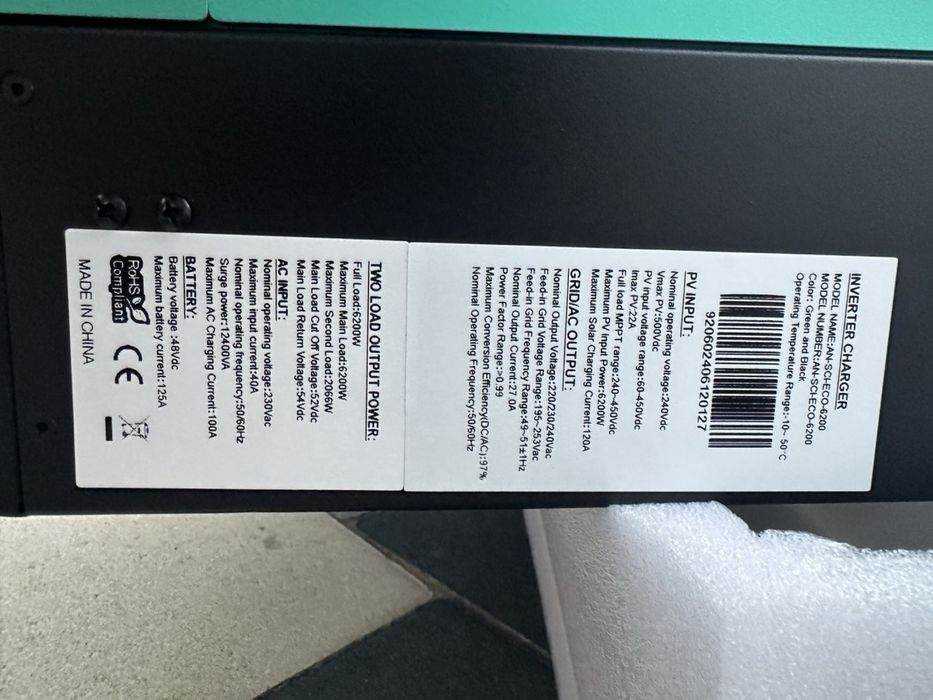 INVERTER CHARGER
MODEL NAME:AN-SCI-ECO-6200
MODEL NUMBER:AN-SCI-ECO-6200
Color: Green and Black
Operating Temperature Range:-10~ 50°C
920602406120127
PV INPUT:
Nominal operating voltage:240Vdc
Vmax PV:500Vdc
PV input voltage range:60-450Vdc
Imax PV:22A
Full load MPPT range:240~450Vdc
Maximum PV Input Power:6200W
Maximum Solar Charging Current:120A
GRID/AC OUTPUT:
Nominal Output Voltage:220/230/240Vac
Feed-in Grid Voltage Range:195~253Vac
Feed-in Grid Frequency Range:49~51±1Hz
Nominal Output Current:27.0A
Power Factor Range:>0.99
Maximum Conversion Efficiency(DC/AC):97%
Nominal Operating Frequency:50/60Hz
TWO LOAD OUTPUT POWER:
Full Load:6200W
Maximum Main Load:6200W
Maximum Second Load:2066W
Main Load Cut Off Voltage:52Vdc
Main Load Return Voltage:54Vdc
AC INPUT:
Nominal operating voltage:230Vac
Maximum input current:40A
Nominal operating frequency:50/60Hz
Surge power:12400VA
Maximum AC Charging Current:100A
BATTERY:
Battery voltage :48Vdc
Maximum battery current:125A
RoHS
Compliant
CE
MADE IN CHINA